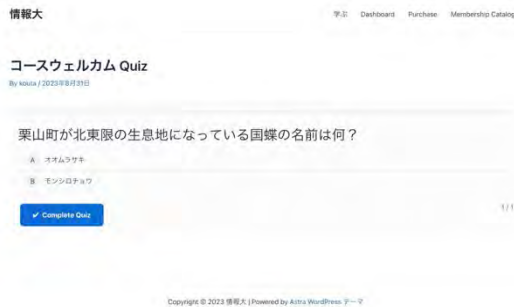 情報大
学ぶ Dashboard Purchase Membership Catalog
コースウェルカム Quiz
By kouta / 2023年8月31日
栗山町が北東限の生息地になっている国蝶の名前は何？
A オオムラサキ
B モンシロチョウ
✔ Complete Quiz
1 / 1
Copyright © 2023 情報大 | Powered by Astra WordPress テーマ